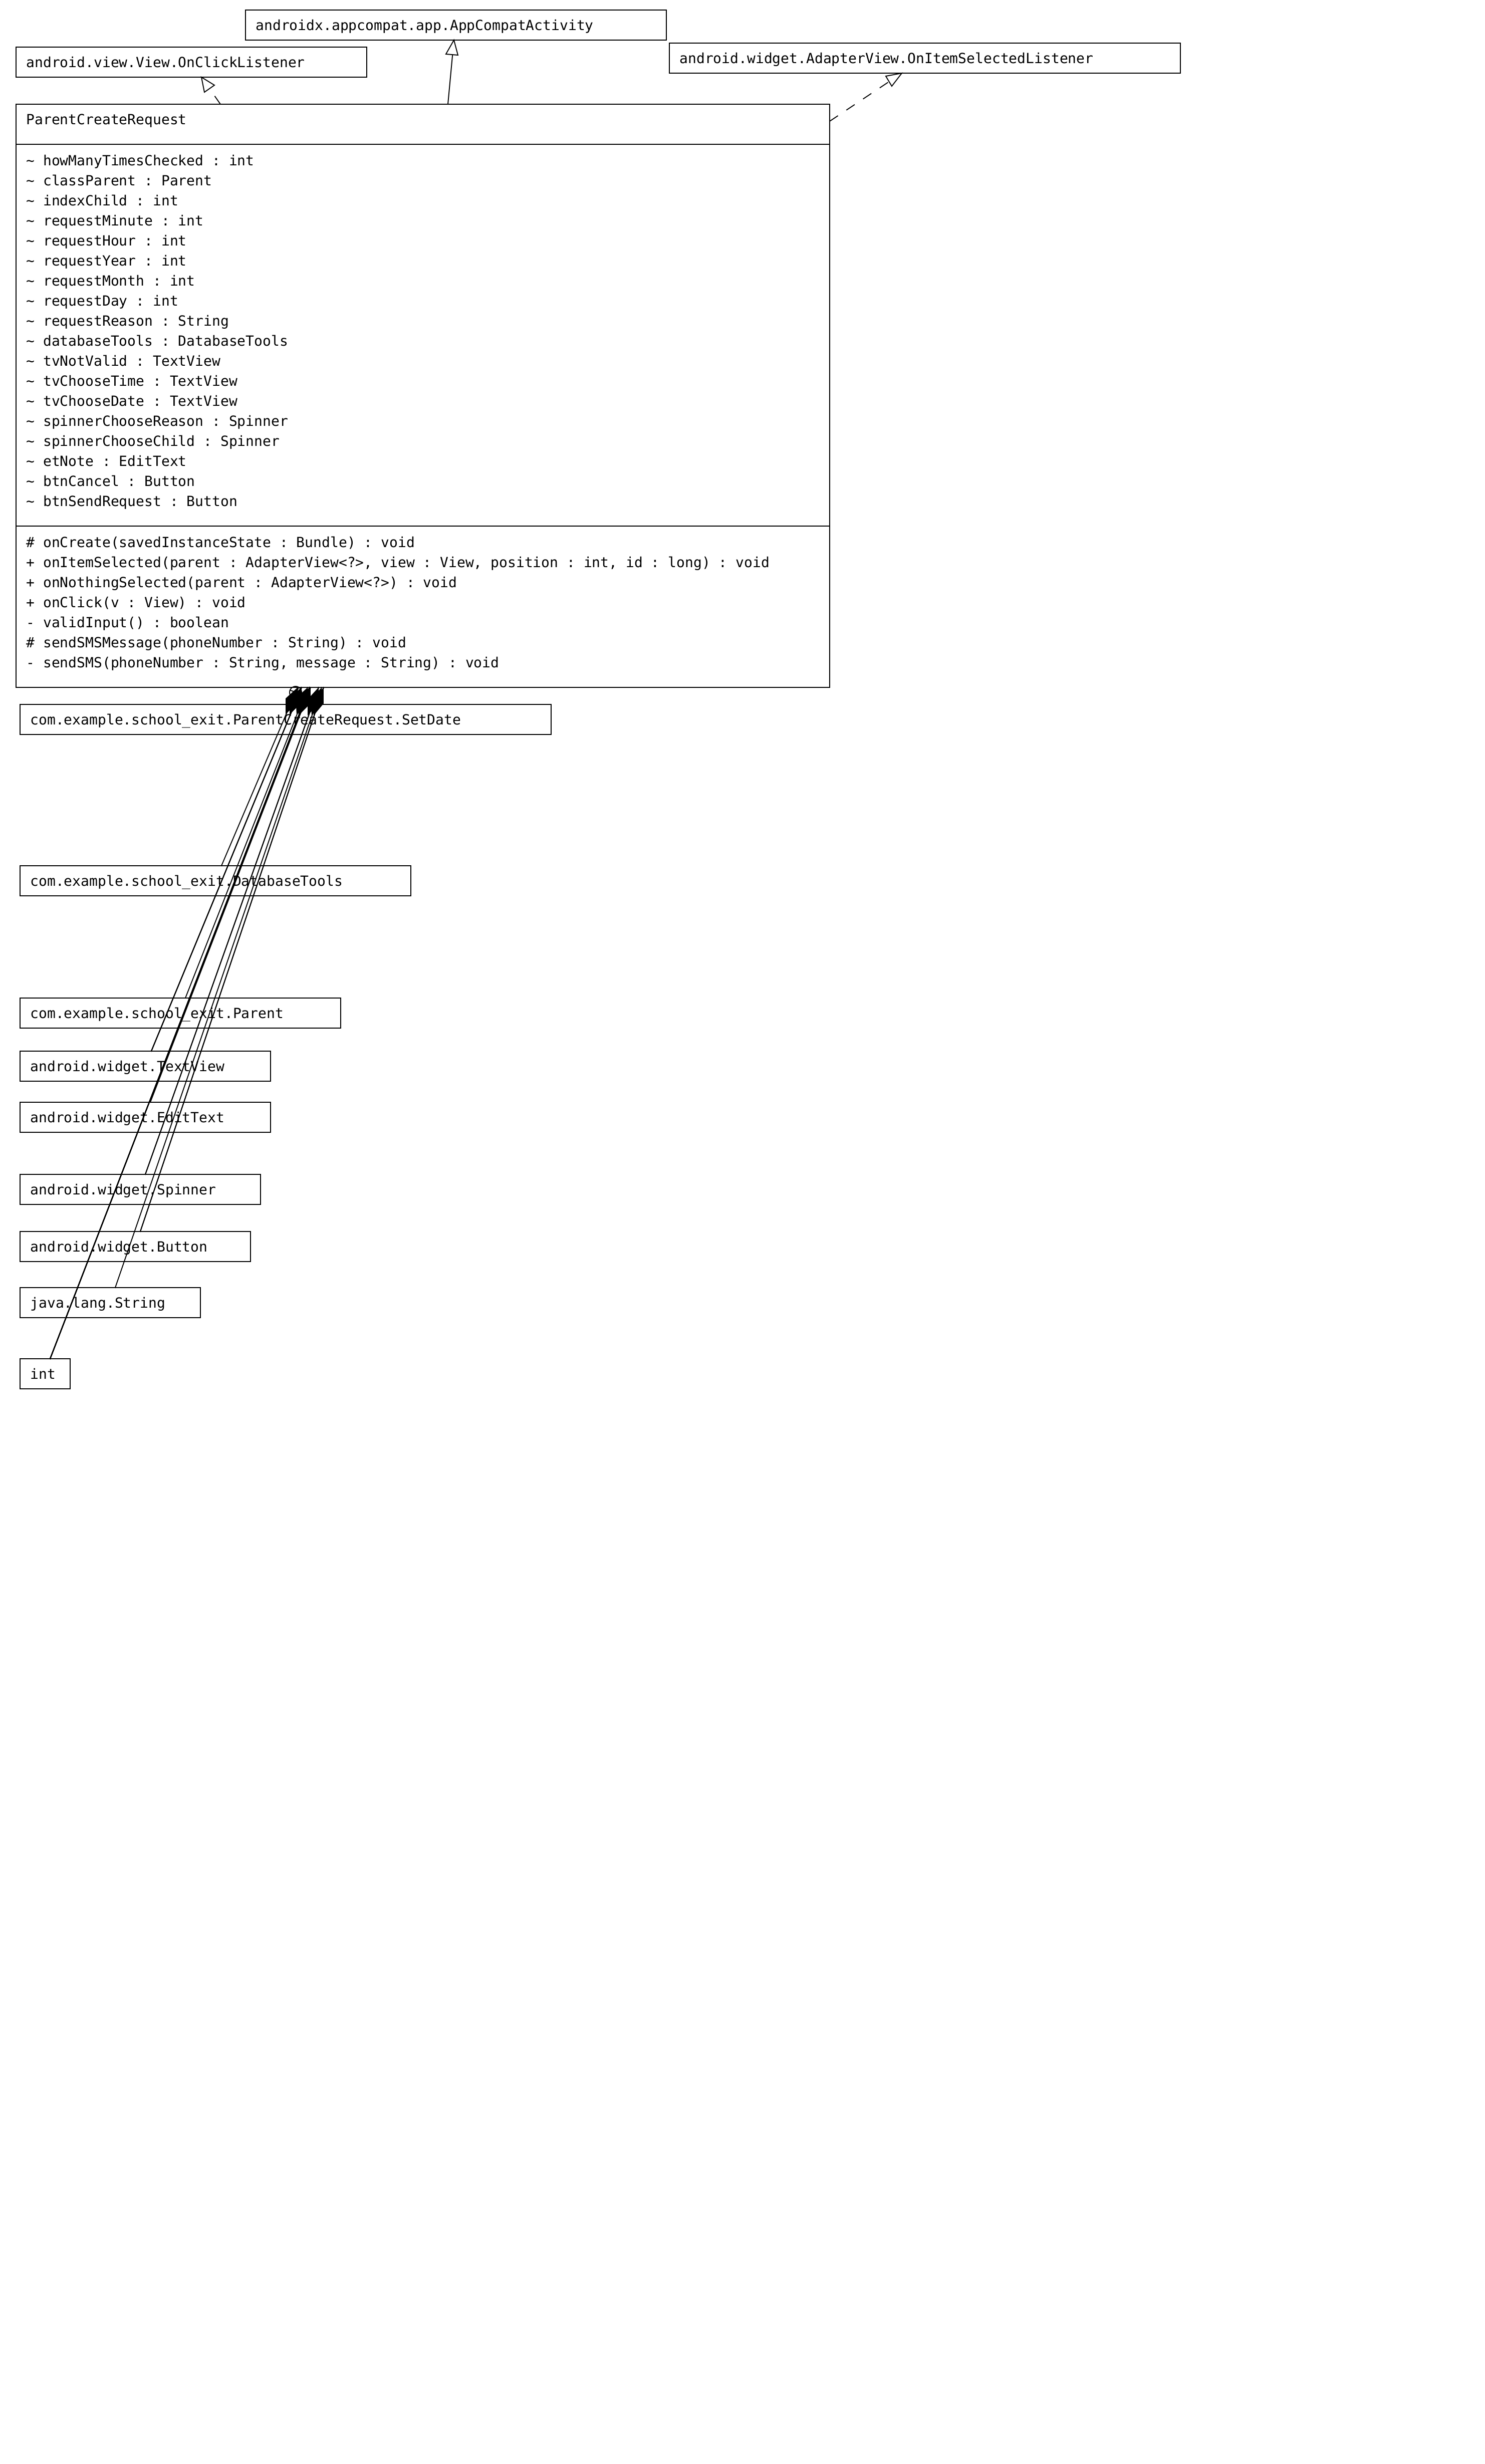 androidx.appcompat.app.AppCompatActivity
android.view.View.OnClickListener
android.widget.AdapterView.OnItemSelectedListener
ParentCreateRequest
~ howManyTimesChecked : int
~ classParent : Parent
~ indexChild : int
~ requestMinute : int
~ requestHour : int
~ requestYear : int
~ requestMonth : int
~ requestDay : int
~ requestReason : String
~ databaseTools : DatabaseTools
~ tvNotValid : TextView
~ tvChooseTime : TextView
~ tvChooseDate : TextView
~ spinnerChooseReason : Spinner
~ spinnerChooseChild : Spinner
~ etNote : EditText
~ btnCancel : Button
~ btnSendRequest : Button
# onCreate(savedInstanceState : Bundle) : void
+ onItemSelected(parent : AdapterView<?>, view : View, position : int, id : long) : void
+ onNothingSelected(parent : AdapterView<?>) : void
+ onClick(v : View) : void
- validInput() : boolean
# sendSMSMessage(phoneNumber : String) : void
- sendSMS(phoneNumber : String, message : String) : void
com.example.school_exit.ParentCreateRequest.SetDate
com.example.school_exit.DatabaseTools
com.example.school_exit.Parent
android.widget.TextView
android.widget.EditText
android.widget.Spinner
android.widget.Button
java.lang.String
int